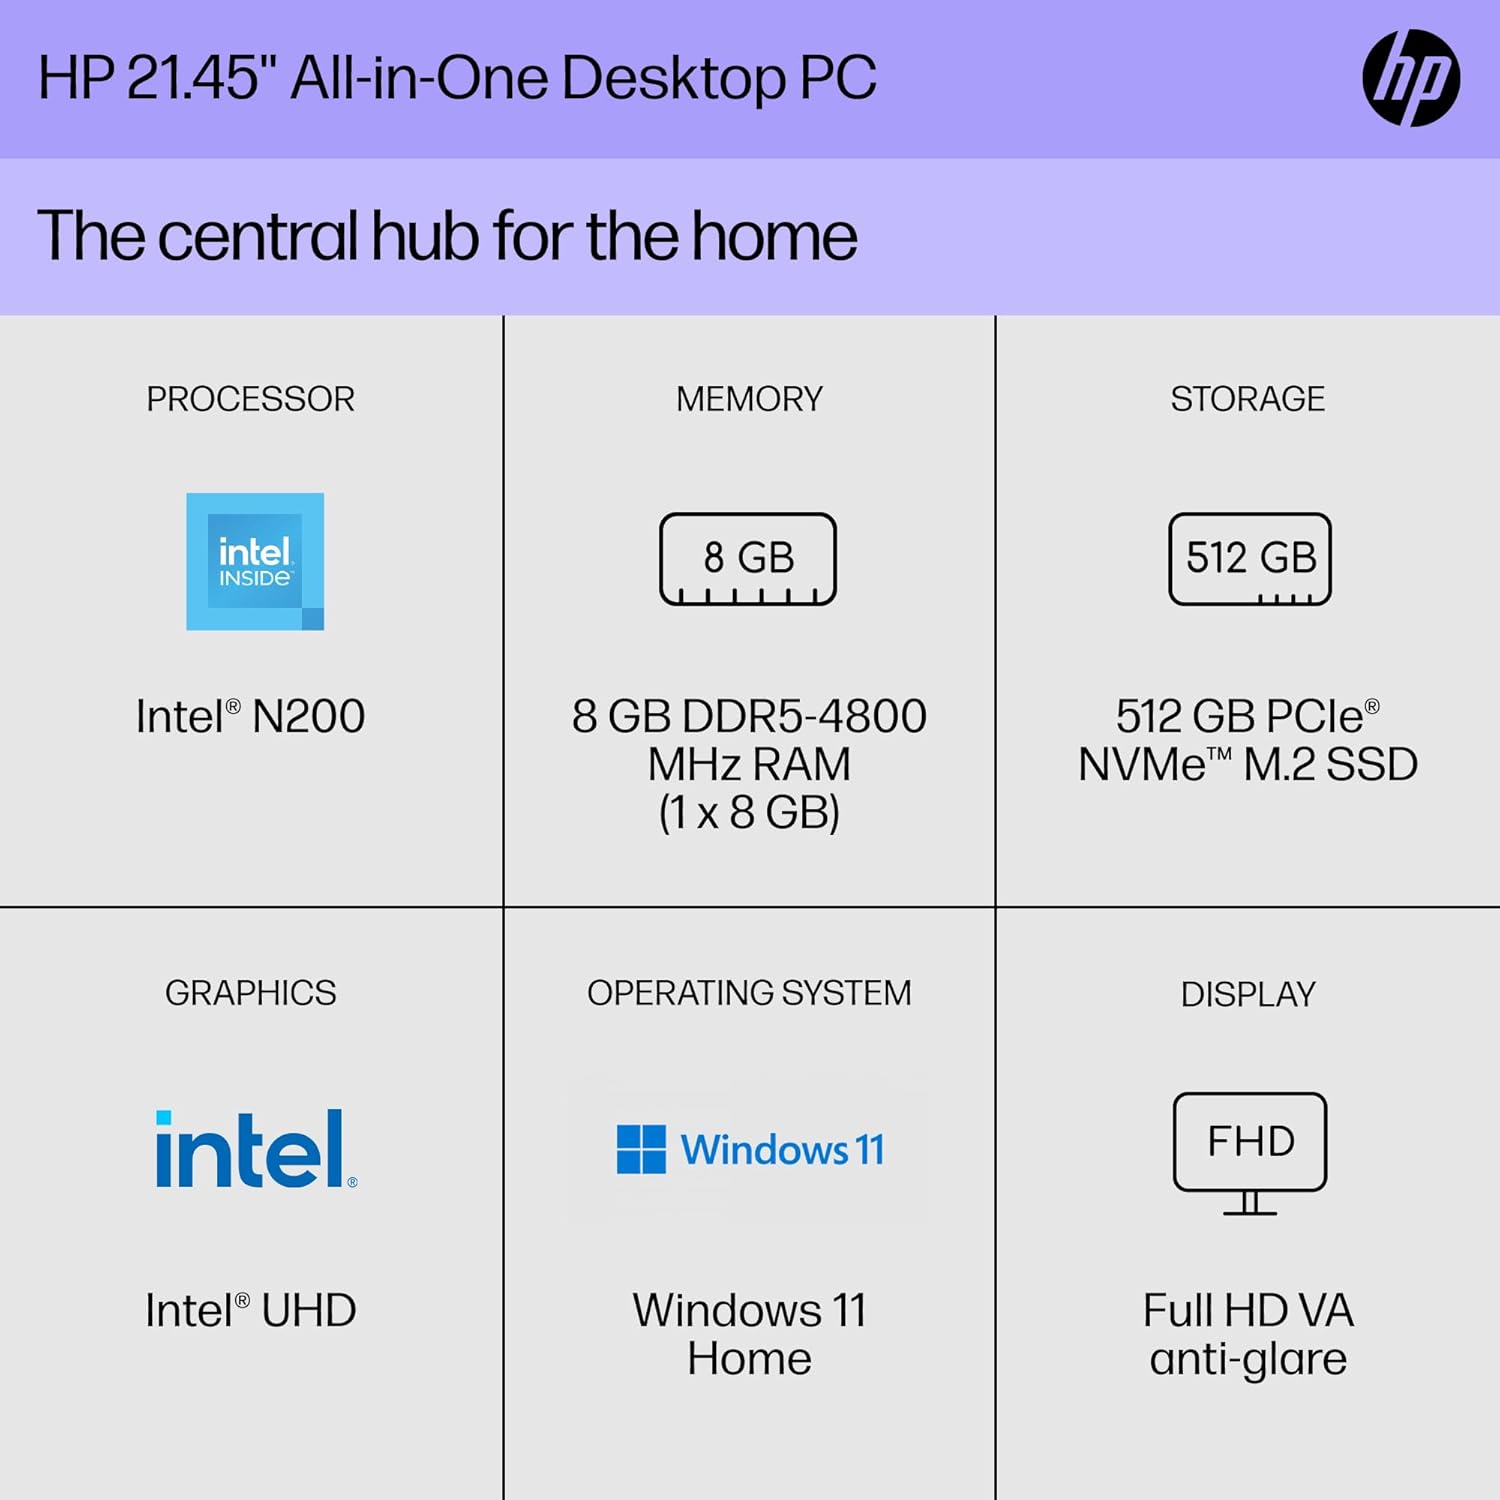 HP 21.45" All-in-One Desktop PC
hp
The central hub for the home
PROCESSOR
intel
INSIDE™
Intel® N200
MEMORY
8 GB
8 GB DDR5-4800
MHz RAM
(1 x 8 GB)
STORAGE
512 GB
512 GB PCIe®
NVMe™ M.2 SSD
GRAPHICS
intel®
Intel® UHD
OPERATING SYSTEM
Windows 11
Windows 11
Home
DISPLAY
FHD
Full HD VA
anti-glare